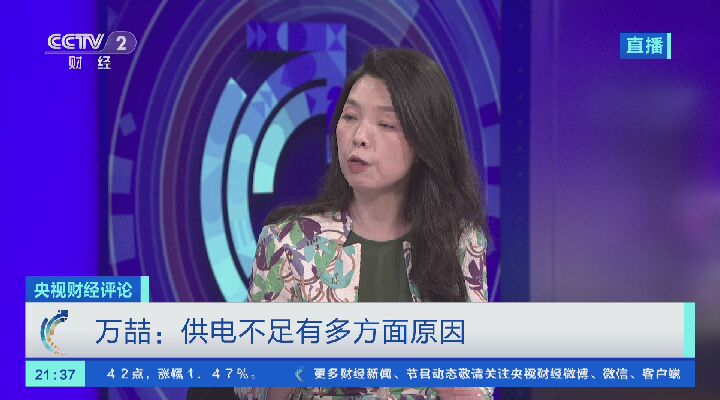 CCTV 2
财经
直播
央视财经评论
万喆：供电不足有多方面原因
21:37 42点，涨幅1.47%。 更多财经新闻、节目动态敬请关注央视财经微博、微信、客户端